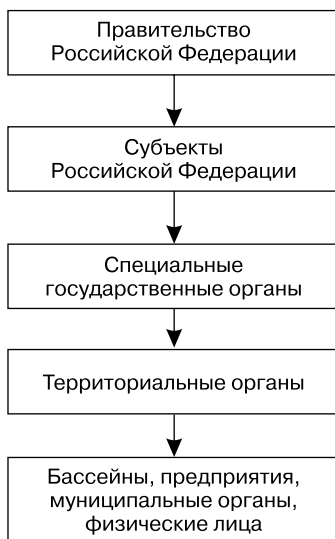 Правительство
Российской Федерации
Субъекты
Российской Федерации
Специальные
государственные органы
Территориальные органы
Бассейны, предприятия,
муниципальные органы,
физические лица